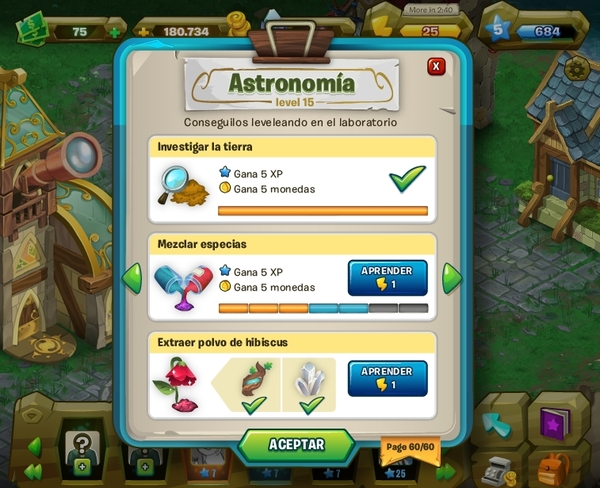 More in 2:40
75
180.734
25
5
684
Astronomía
level 15
Conseguilos leveleando en el laboratorio
Investigar la tierra
Gana 5 XP
Gana 5 monedas
Mezclar especias
Gana 5 XP
Gana 5 monedas
APRENDER
1
Extraer polvo de hibiscus
APRENDER
1
ACEPTAR
Page 60/60
7
7
7
25